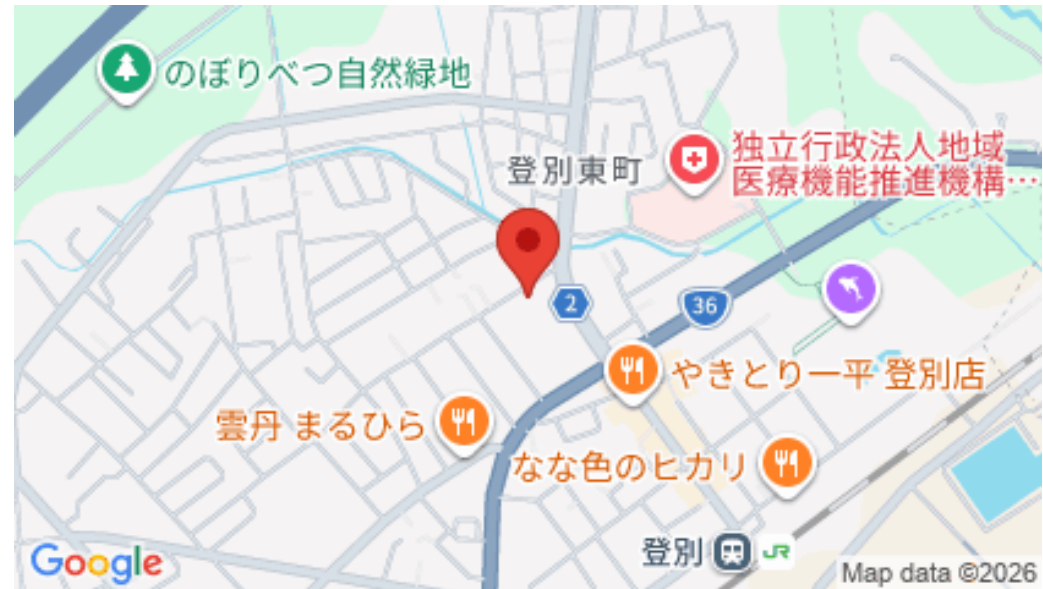 のぼりべつ自然緑地
登別東町
独立行政法人地域
医療機能推進機構…
2
36
やきとり一平 登別店
雲丹 まるひら
なな色のヒカリ
登別
JR
Google
Map data ©2026